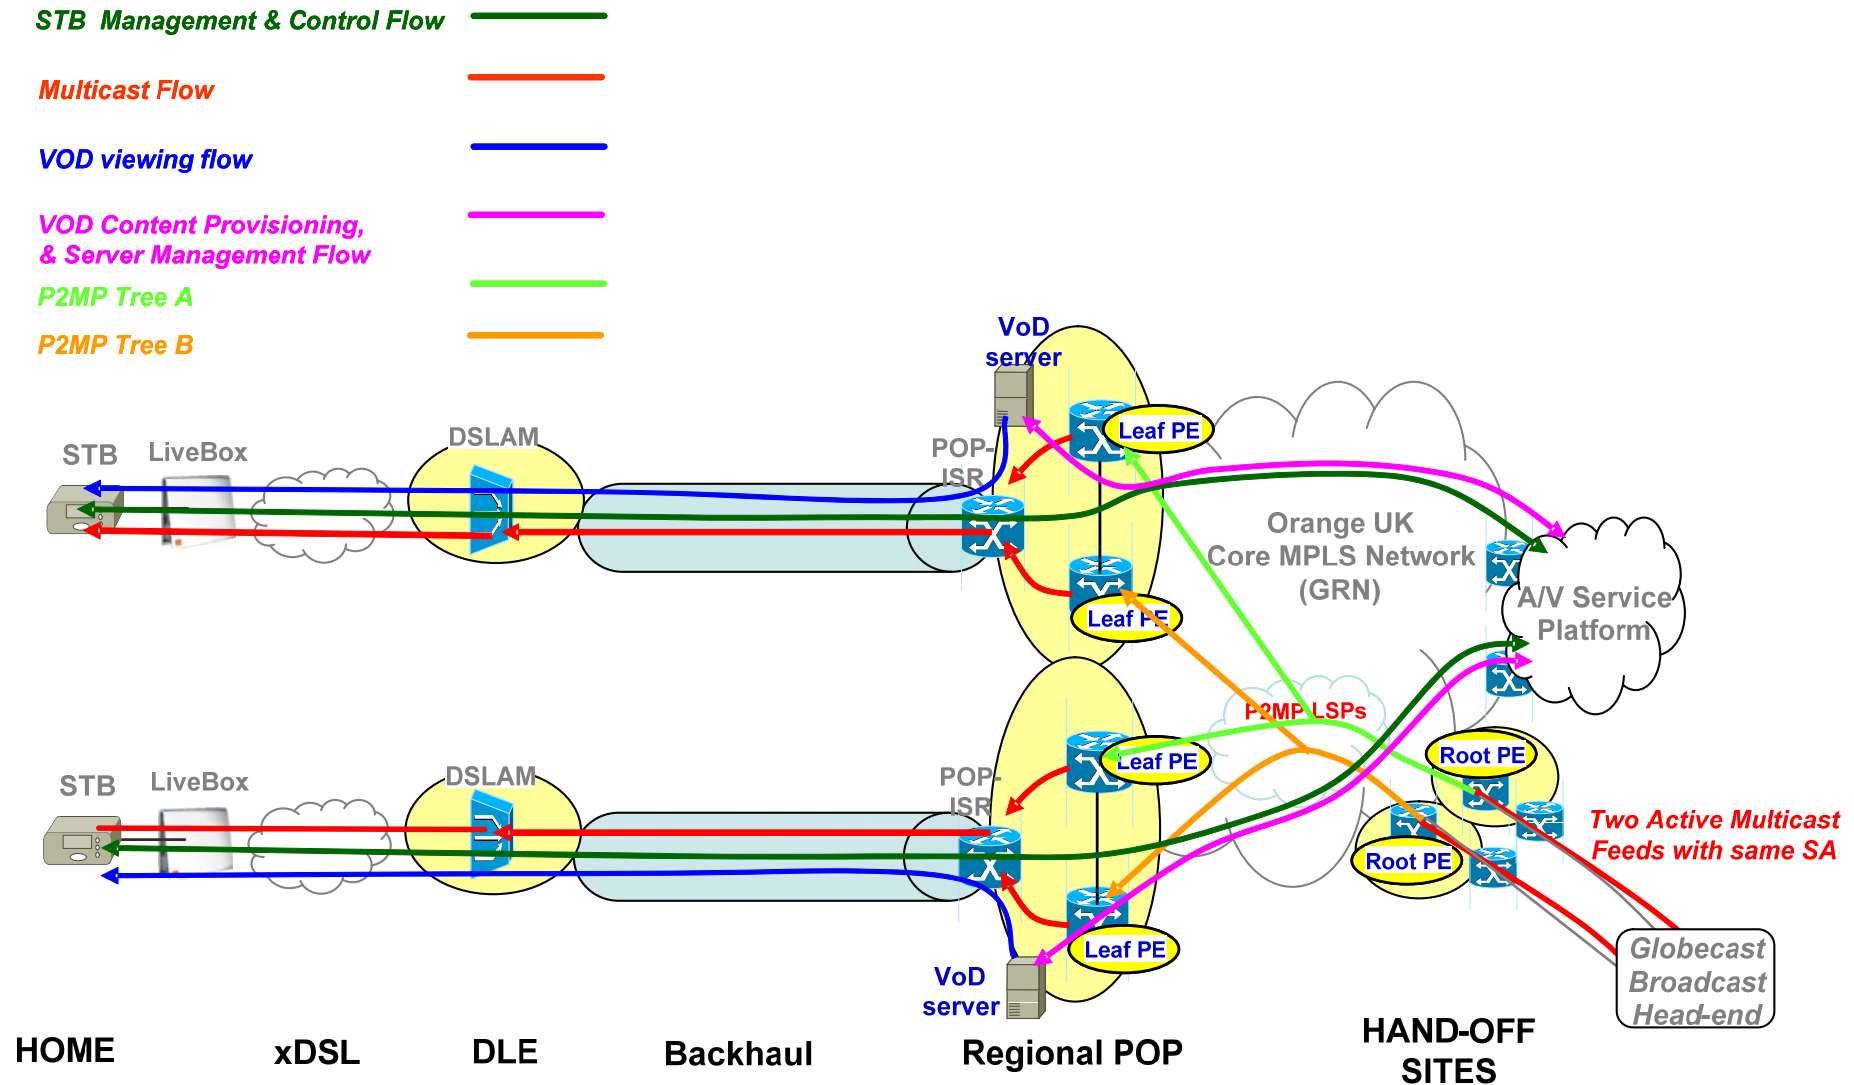 STB Management & Control Flow
Multicast Flow
VOD viewing flow
VOD Content Provisioning,
& Server Management Flow
P2MP Tree A
P2MP Tree B
VoD
server
Leaf PE
DSLAM
POP-
ISR
STB
LiveBox
Orange UK
Core MPLS Network
(GRN)
A/V Service
Platform
Leaf PE
P2MP LSPs
Root PE
Leaf PE
DSLAM
POP-
ISR
STB
LiveBox
Two Active Multicast
Feeds with same SA
Root PE
Leaf PE
Globecast
Broadcast
Head-end
VoD
server
HOME
xDSL
DLE
Backhaul
Regional POP
HAND-OFF
SITES